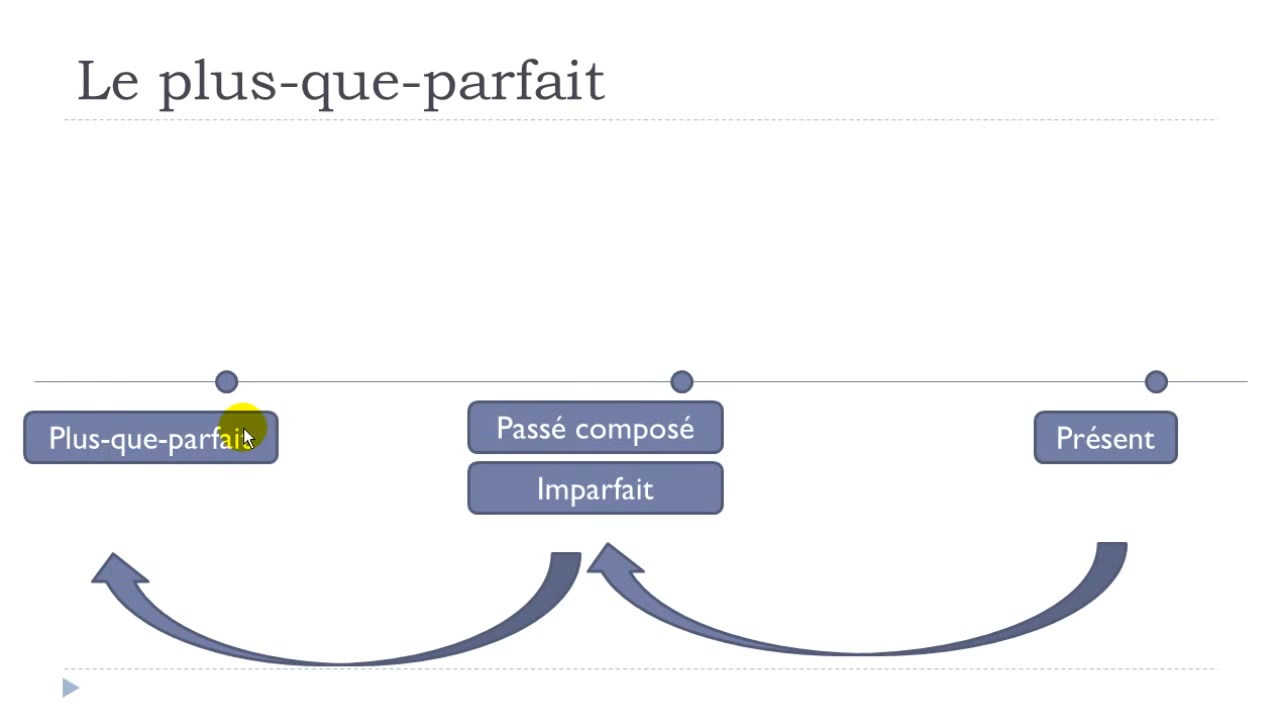 Le plus-que-parfait
Plus-que-parfait
Passé composé
Imparfait
Présent